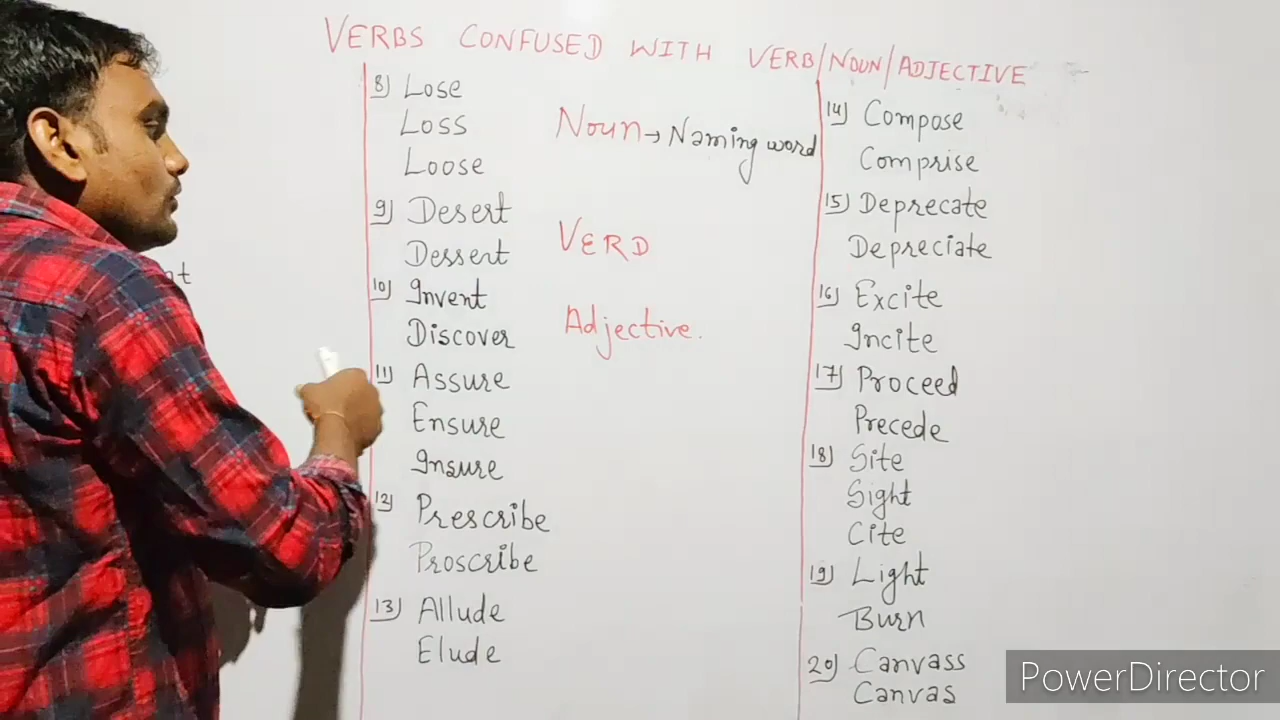 VERBS CONFUSED WITH VERB/NOUN/ADJECTIVE
8) Lose
Loss
Loose
9) Desert
Dessert
10) Invent
Discover
11) Assure
Ensure
Insure
12) Prescribe
Proscribe
13) Allude
Elude
Noun → Naming word
VERD
Adjective.
14) Compose
Comprise
15) Deprecate
Depreciate
16) Excite
Incite
17) Proceed
Precede
18) Site
Sight
Cite
19) Light
Burn
20) Canvass
Canvas
PowerDirector